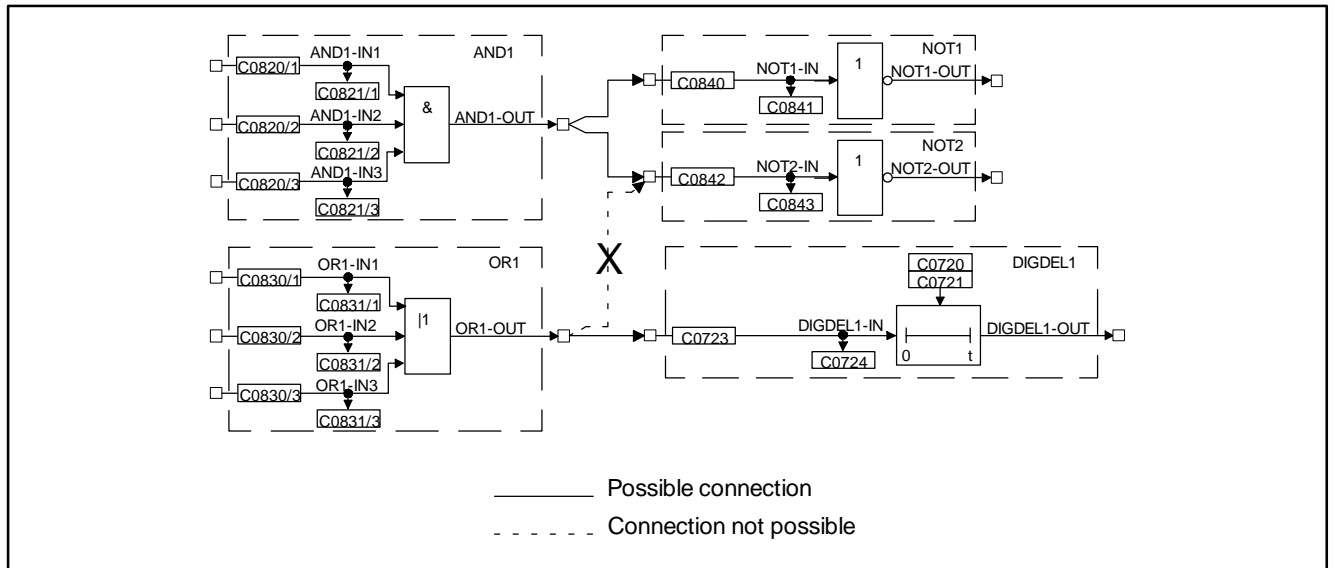 AND1-IN1
AND1
C0820/1
C0821/1
AND1-IN2
&
AND1-OUT
C0820/2
C0821/2
AND1-IN3
C0820/3
C0821/3
NOT1
NOT1-IN
1
NOT1-OUT
C0840
C0841
NOT2
NOT2-IN
1
NOT2-OUT
C0842
C0843
X
OR1-IN1
OR1
C0830/1
C0831/1
OR1-IN2
|1
OR1-OUT
C0830/2
C0831/2
OR1-IN3
C0830/3
C0831/3
C0720
DIGDEL1
C0721
DIGDEL1-IN
DIGDEL1-OUT
C0723
C0724
0
t
Possible connection
Connection not possible